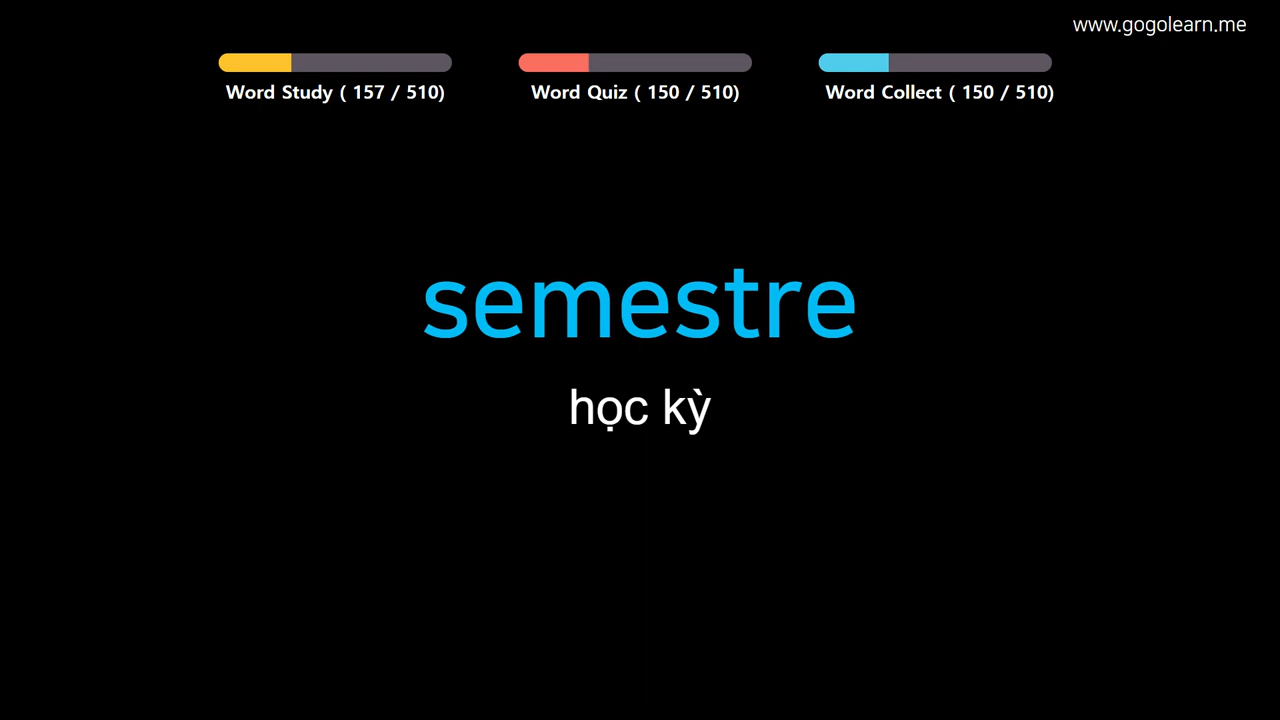 www.gogolearn.me
Word Study ( 157 / 510)
Word Quiz ( 150 / 510)
Word Collect ( 150 / 510)
semestre
học kỳ